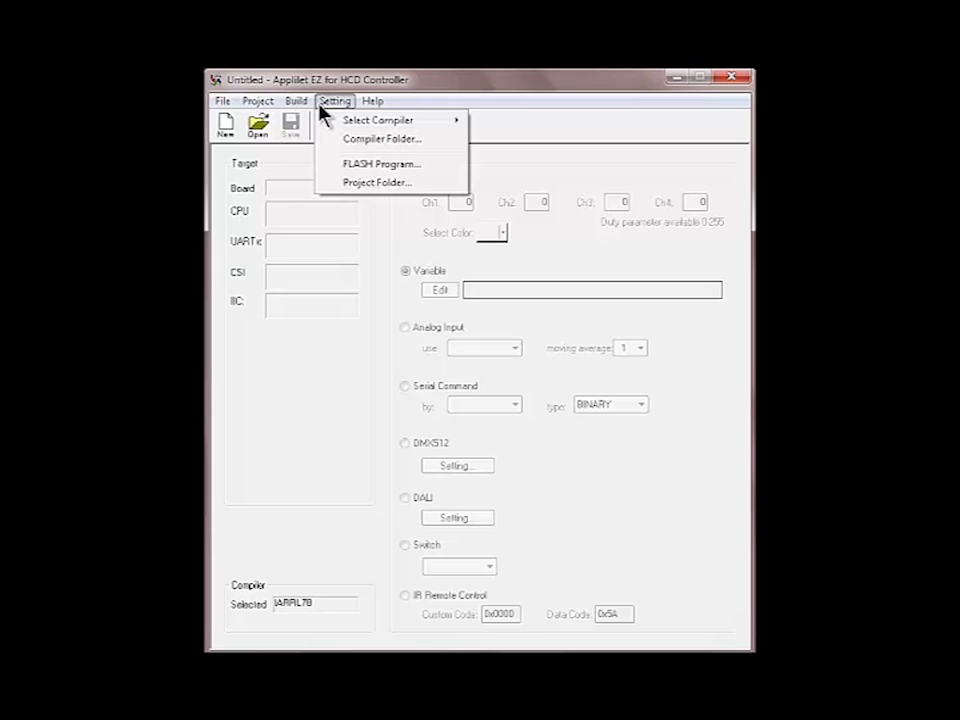 Untitled - Applilet EZ for HCD Controller
File Project Build Setting Help
New Open Save
Select Compiler
Compiler Folder...
FLASH Program...
Project Folder...
Target
Board
CPU
UARTx:
CSI
IIC:
Ch1: 0 Ch2: 0 Ch3: 0 Ch4: 0
Duty parameter available 0-255
Select Color:
Variable
Edit
Analog Input
use moving average: 1
Serial Command
by: type: BINARY
DMX512
Setting...
DALI
Setting...
Switch
IR Remote Control
Custom Code: 0x0000 Data Code: 0x5A
Compiler
Selected IARRL78